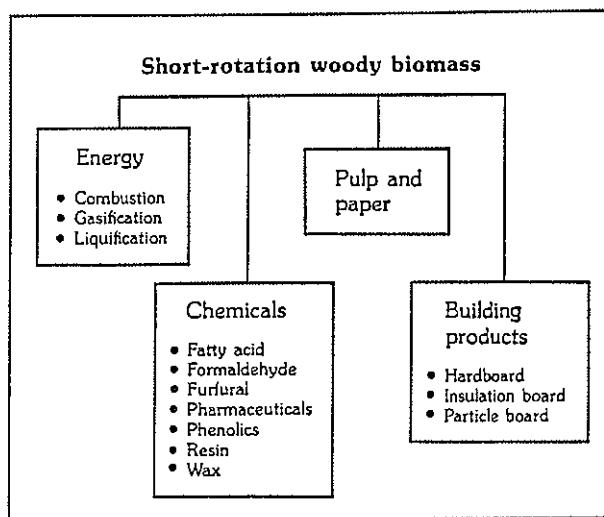 Short-rotation woody biomass
Energy
• Combustion
• Gasification
• Liquification
Pulp and
paper
Chemicals
• Fatty acid
• Formaldehyde
• Furfural
• Pharmaceuticals
• Phenolics
• Resin
• Wax
Building
products
• Hardboard
• Insulation board
• Particle board